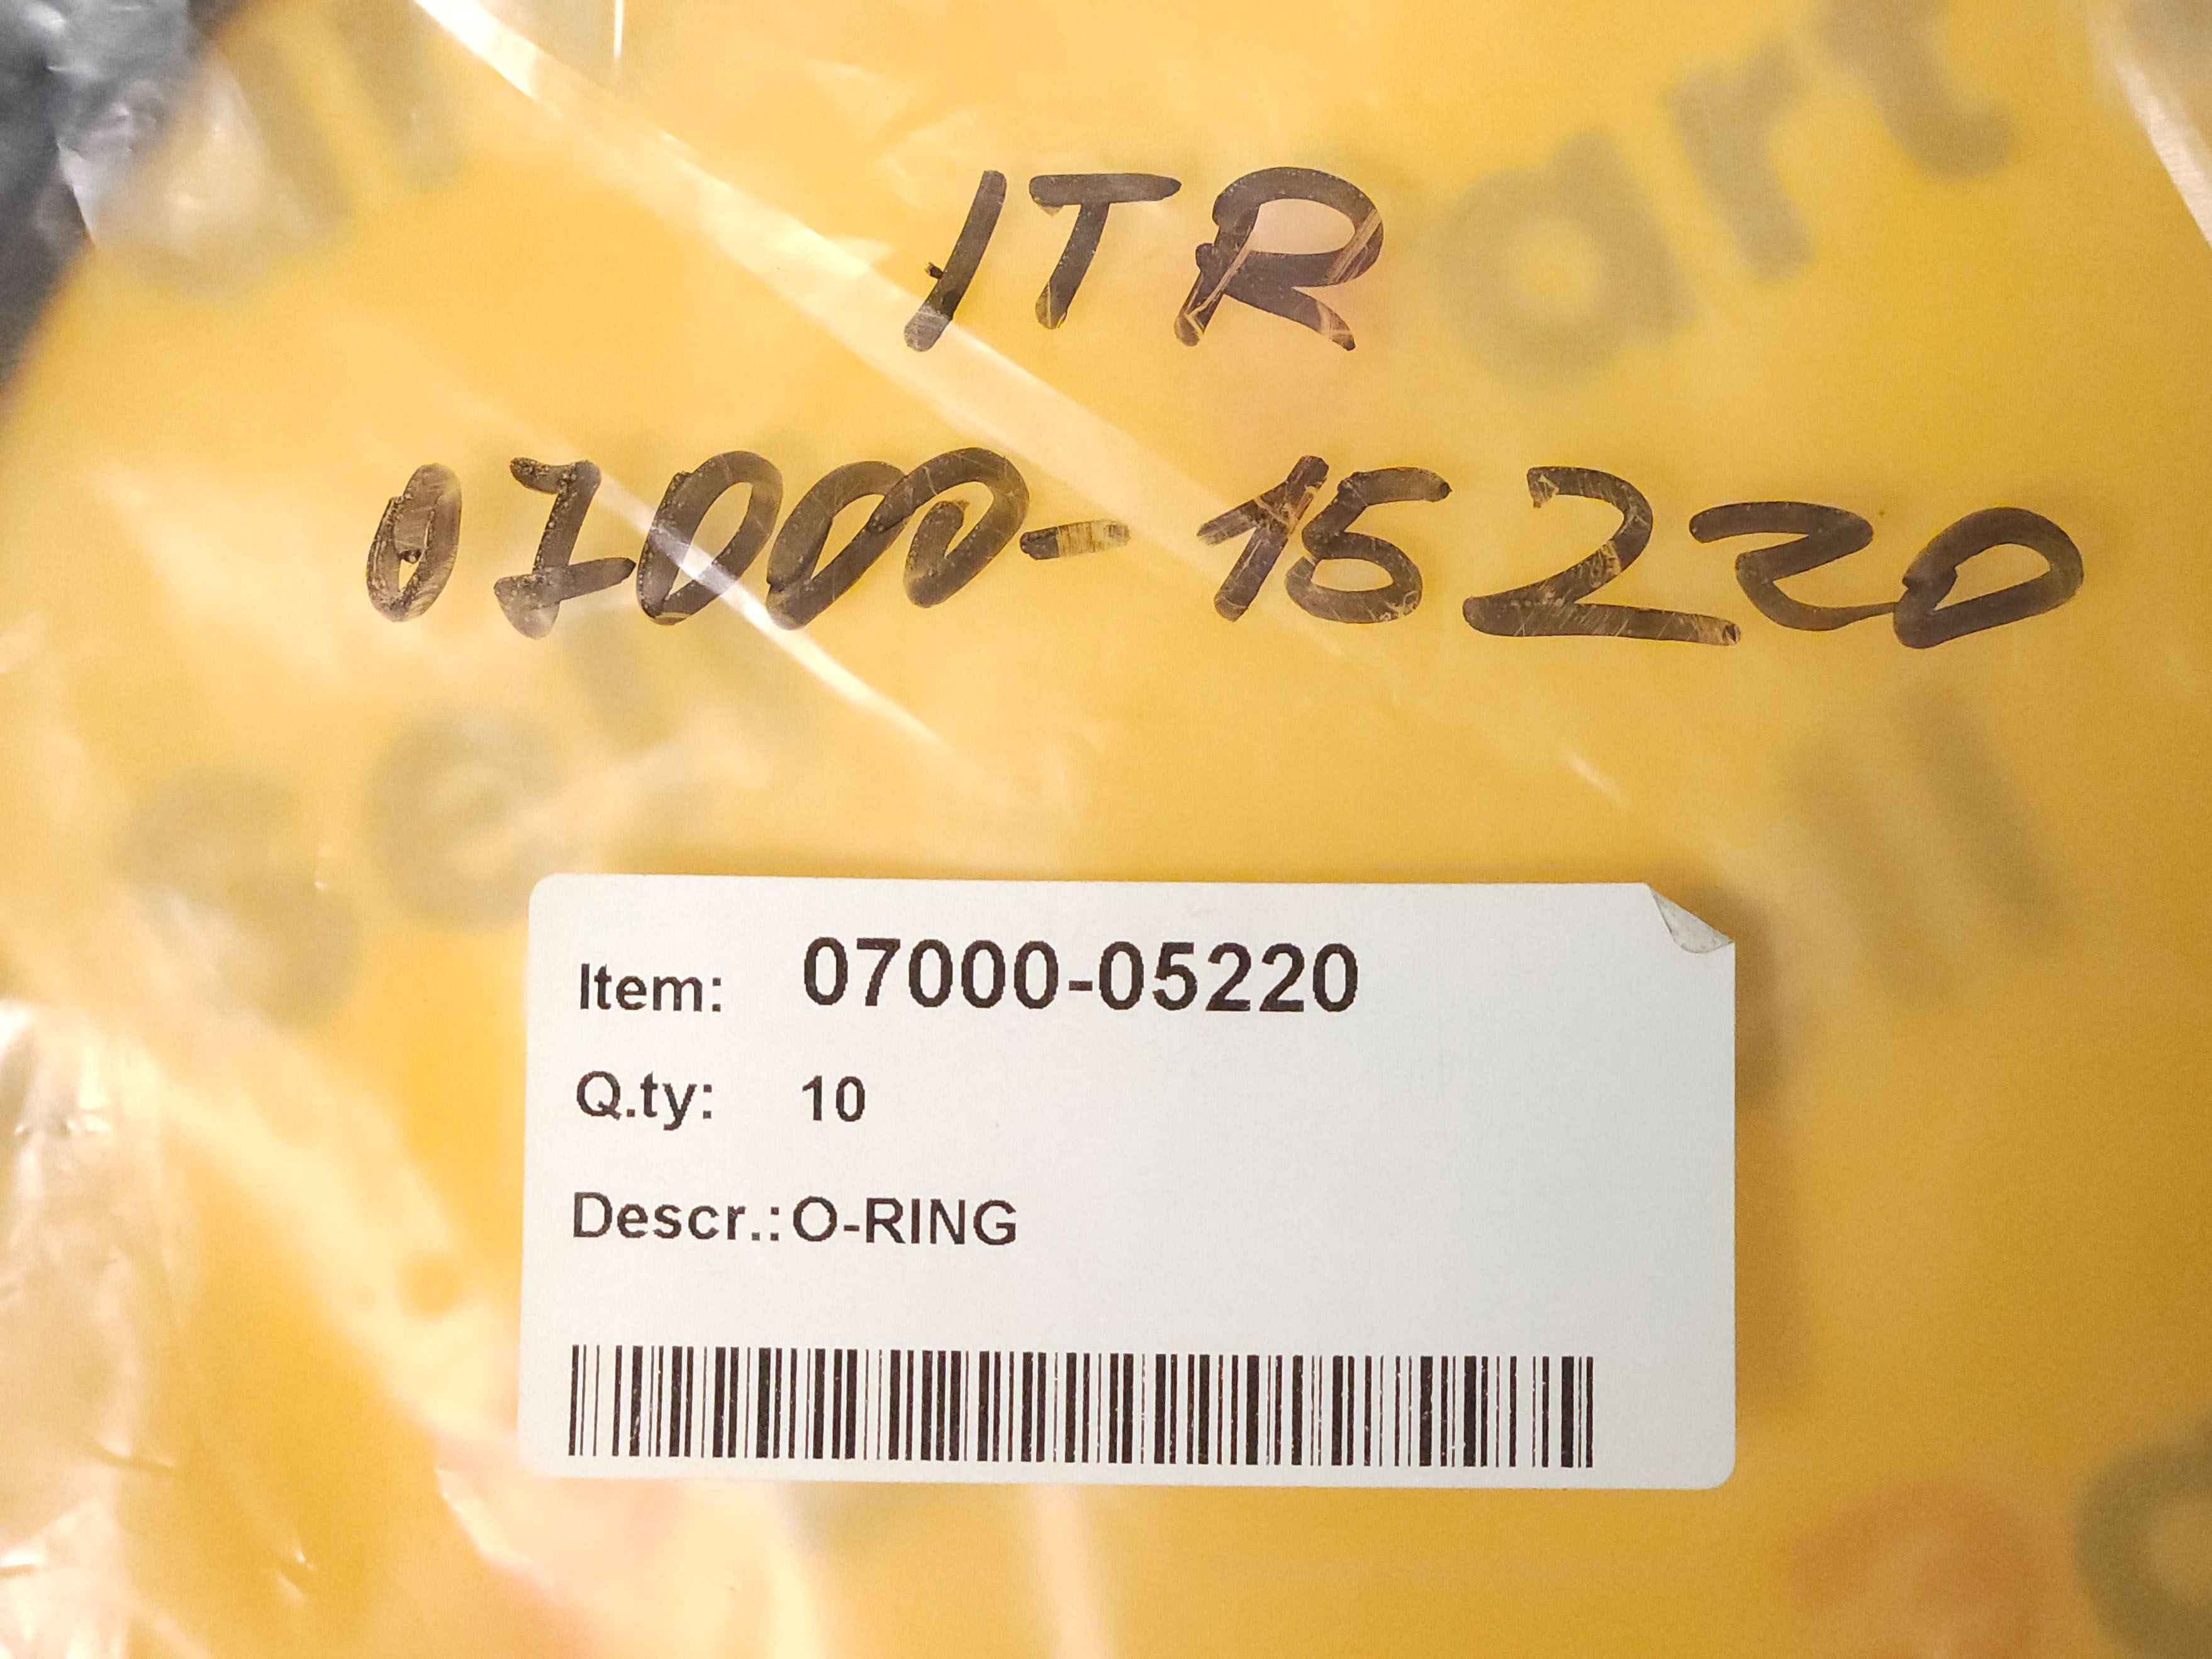 ITR
07000-15220
Item: 07000-05220
Q.ty: 10
Descr.: O-RING